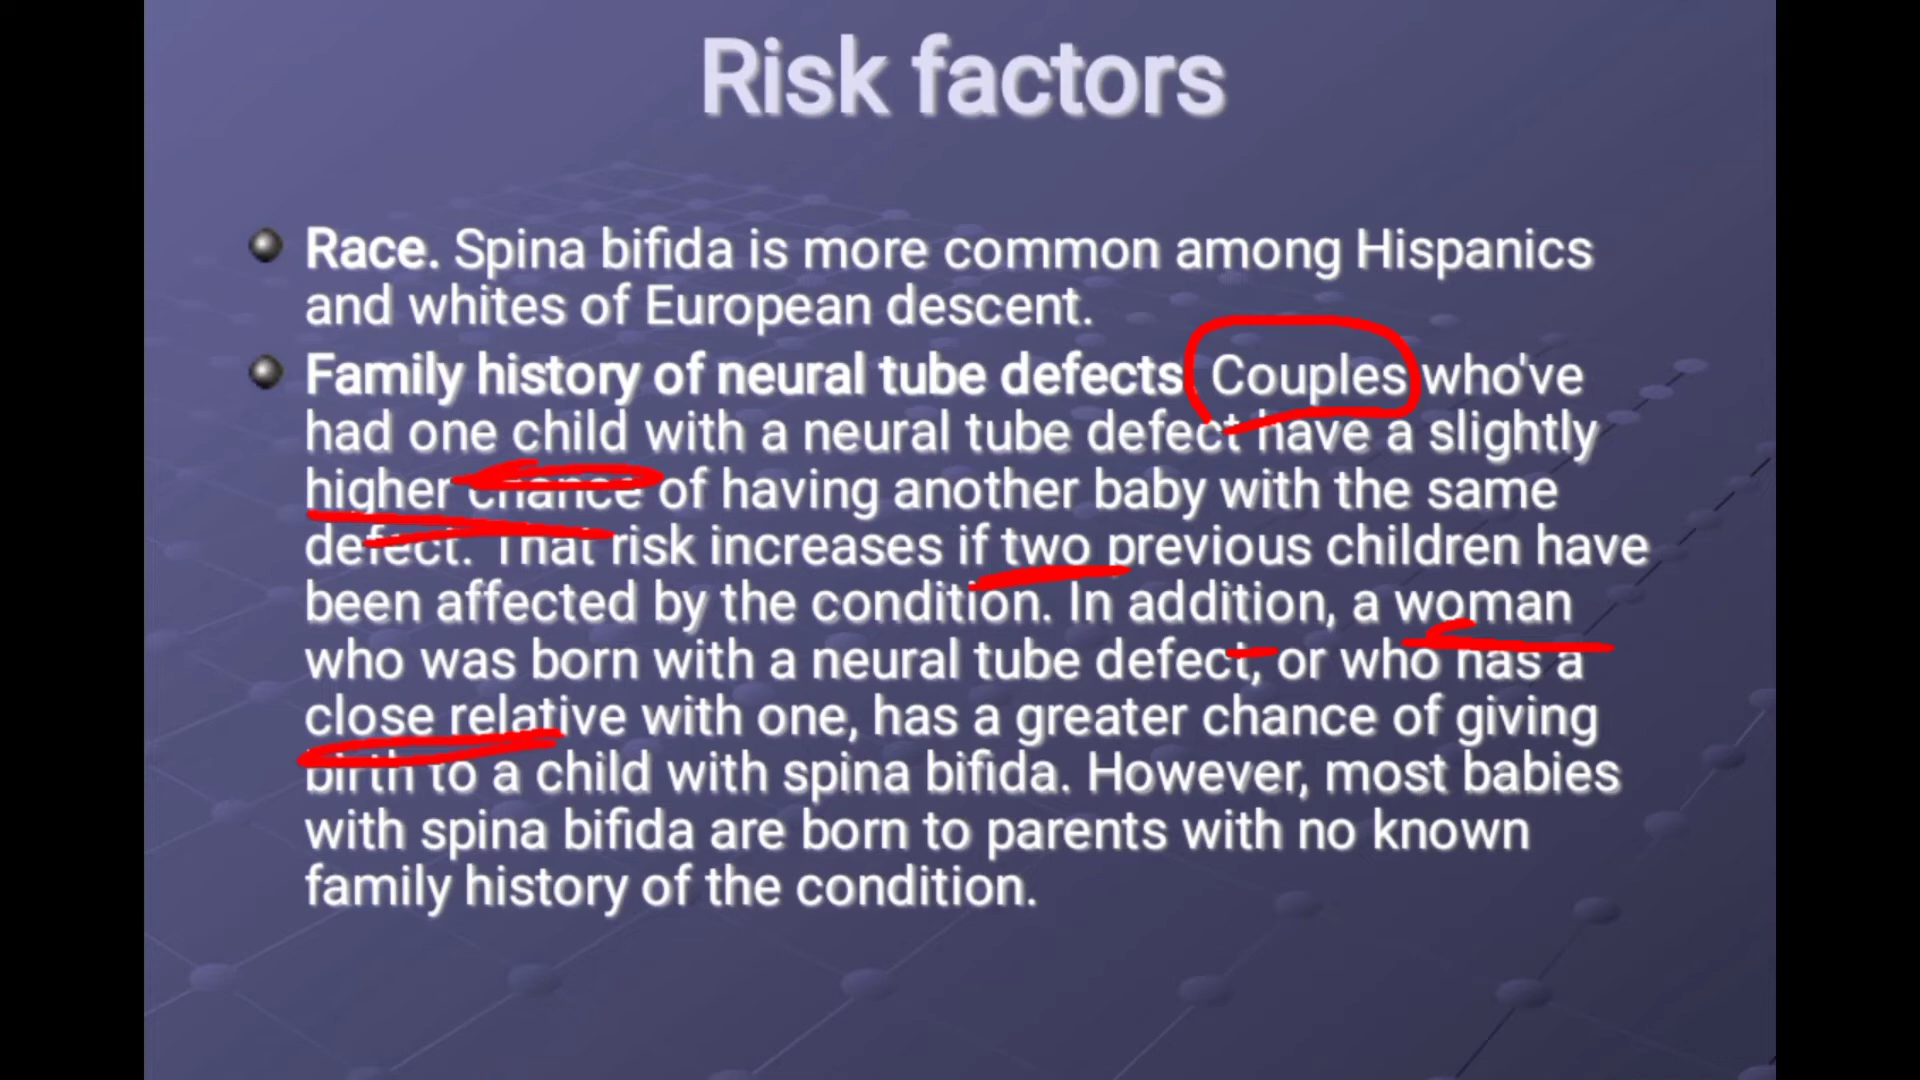 Risk factors
Race. Spina bifida is more common among Hispanics
and whites of European descent.
Family history of neural tube defects. Couples who've
had one child with a neural tube defect have a slightly
higher chance of having another baby with the same
defect. That risk increases if two previous children have
been affected by the condition. In addition, a woman
who was born with a neural tube defect, or who has a
close relative with one, has a greater chance of giving
birth to a child with spina bifida. However, most babies
with spina bifida are born to parents with no known
family history of the condition.